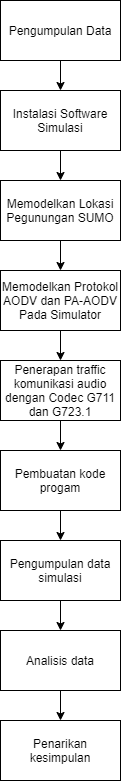 Pengumpulan Data
Instalasi Software
Simulasi
Memodelkan Lokasi
Pegunungan SUMO
Memodelkan Protokol
AODV dan PA-AODV
Pada Simulator
Penerapan traffic
komunikasi audio
dengan Codec G711
dan G723.1
Pembuatan kode
progam
Pengumpulan data
simulasi
Analisis data
Penarikan
kesimpulan